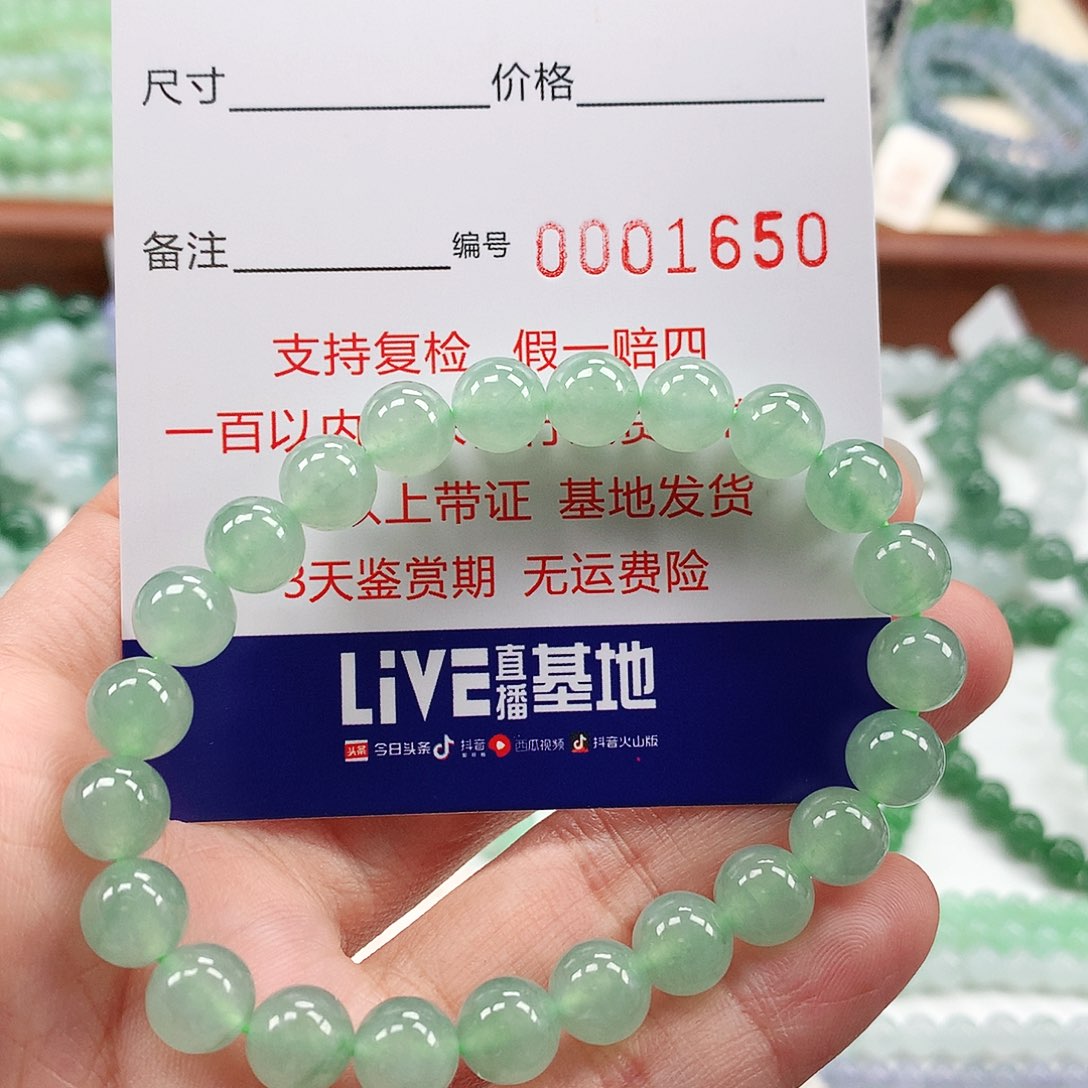 尺寸 价格
备注 编号 0001650
支持复检 假一赔四
一百以内
以上带证 基地发货
3天鉴赏期 无运费险
LiVE直播基地
头条 今日头条 抖音 西瓜视频 抖音火山版